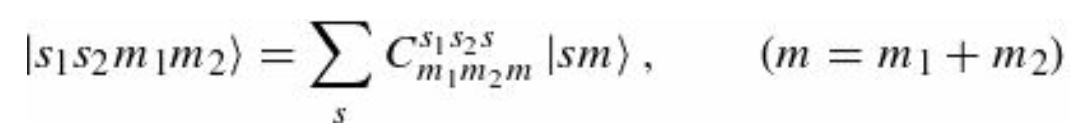 |s₁s₂m₁m₂⟩ = ∑ₛ C^{s₁s₂s}_{m₁m₂m} |sm⟩ , (m = m₁ + m₂)